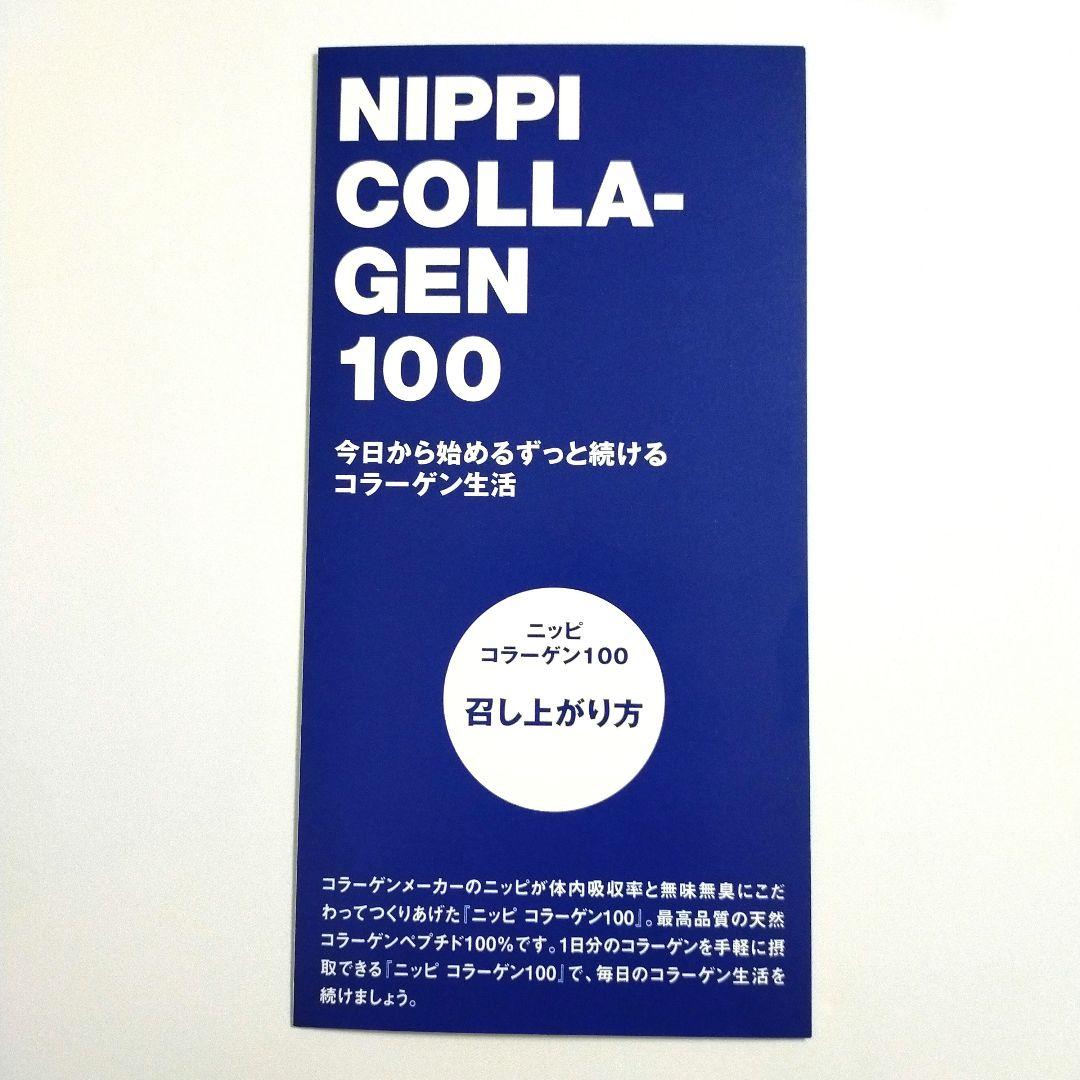 NIPPI
COLLA-
GEN
100
今日から始めるずっと続ける
コラーゲン生活
ニッピ
コラーゲン100
召し上がり方
コラーゲンメーカーのニッピが体内吸収率と無味無臭にこだ
わってつくりあげた『ニッピ コラーゲン100』。最高品質の天然
コラーゲンペプチド100%です。1日分のコラーゲンを手軽に摂
取できる『ニッピ コラーゲン100』で、毎日のコラーゲン生活を
続けましょう。